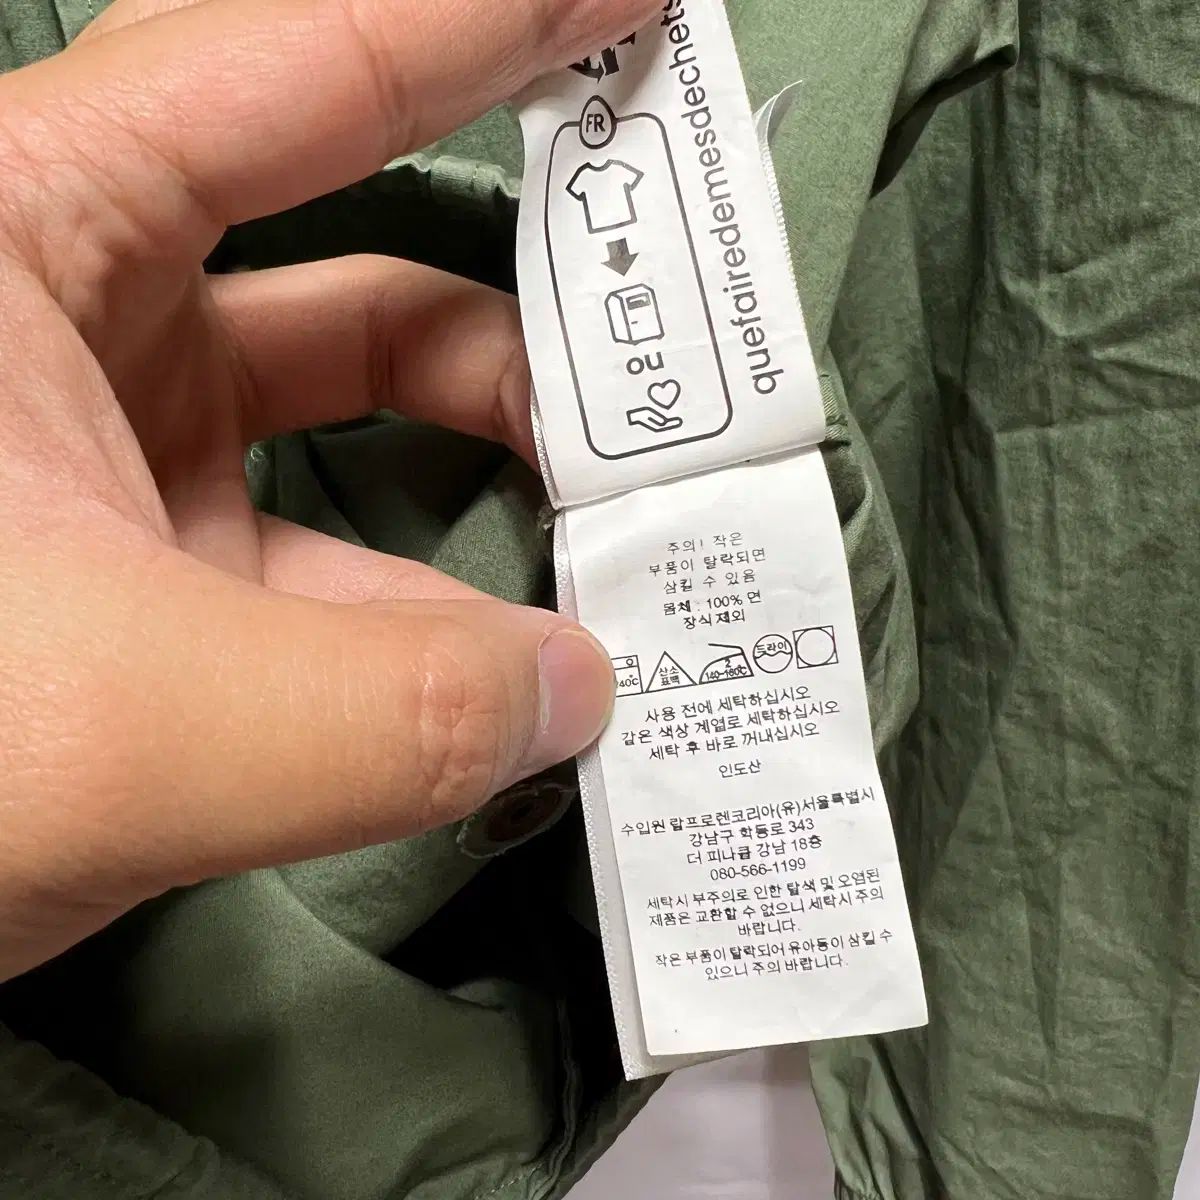 FR
OU
quefairedemesdechets
주의! 작은
부품이 탈락되면
삼킬 수 있음
몸체 : 100% 면
장식제외
40℃
산소
표백
2
140-160℃
드라이
사용 전에 세탁하십시오
같은 색상 계열로 세탁하십시오
세탁 후 바로 꺼내십시오
인도산
수입원 랄프로렌코리아(유)서울특별시
강남구 학동로 343
더 피나클 강남 18층
080-566-1199
세탁시 부주의로 인한 탈색 및 오염된
제품은 교환할 수 없으니 세탁시 주의
바랍니다.
작은 부품이 탈락되어 유아등이 삼킬 수
있으니 주의 바랍니다.